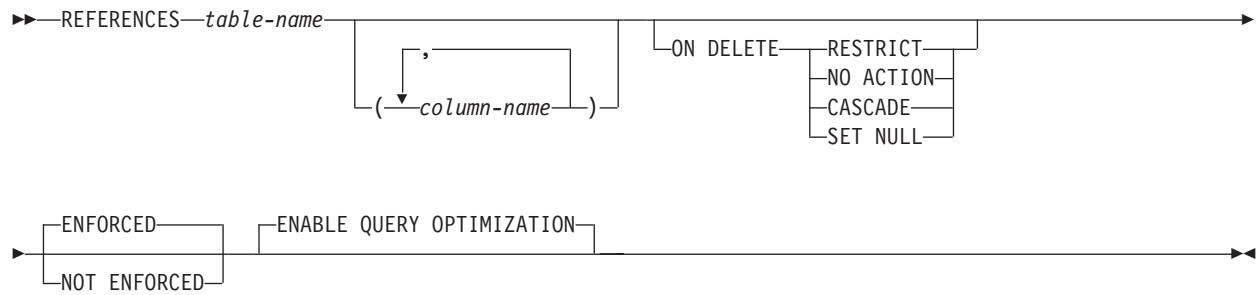 REFERENCES table-name ON DELETE RESTRICT
, NO ACTION
( column-name ) CASCADE
SET NULL
ENFORCED ENABLE QUERY OPTIMIZATION
NOT ENFORCED